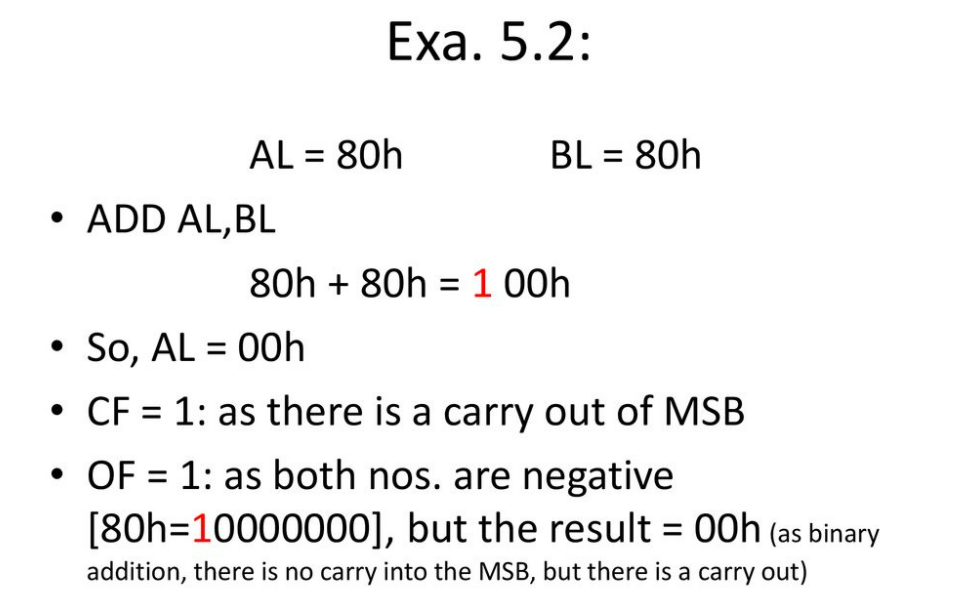 Exa. 5.2:
AL = 80h BL = 80h
• ADD AL,BL
80h + 80h = 1 00h
• So, AL = 00h
• CF = 1: as there is a carry out of MSB
• OF = 1: as both nos. are negative
[80h=10000000], but the result = 00h (as binary
addition, there is no carry into the MSB, but there is a carry out)